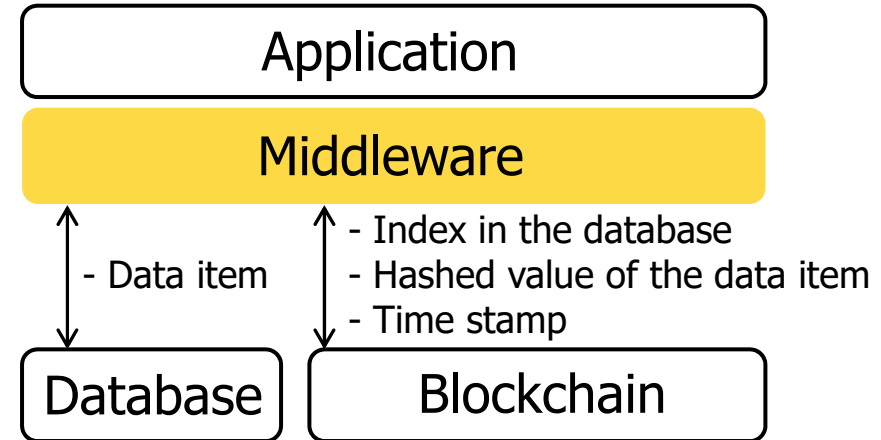 Application
Middleware
- Data item
- Index in the database
- Hashed value of the data item
- Time stamp
Database
Blockchain